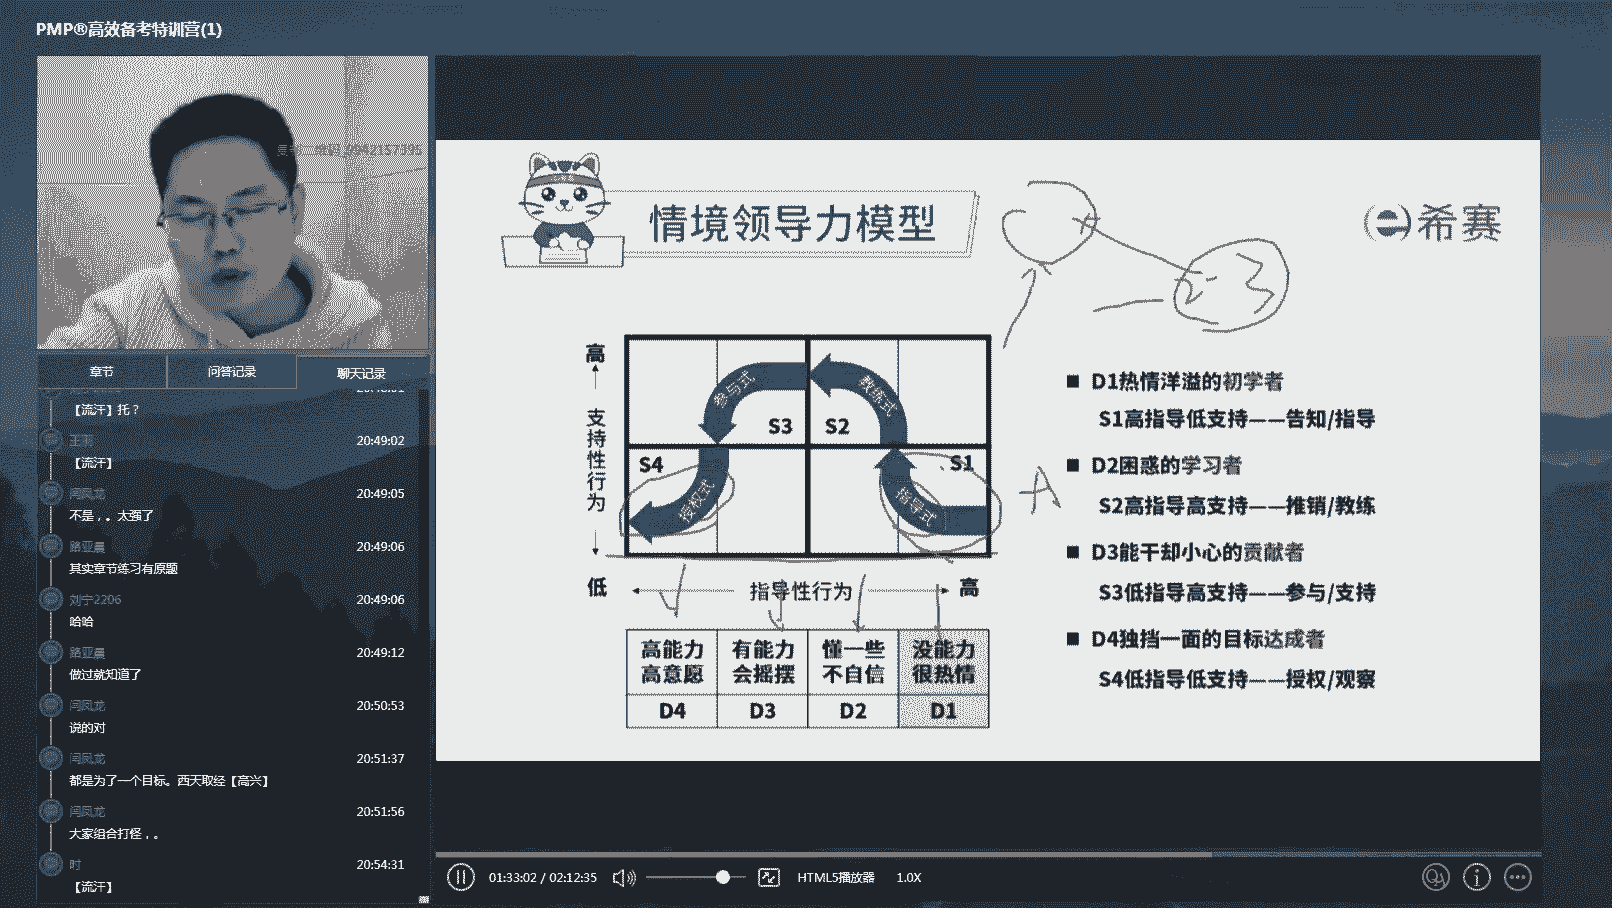 PMP®高效备考特训营(1)
章节
问答记录
聊天记录
【流汗】托？
王羽
20:49:02
【流汗】
闫凤龙
20:49:05
不是，。太强了
路亚晨
20:49:06
其实章节练习有原题
刘宁2206
20:49:06
哈哈
路亚晨
20:49:12
做过就知道了
闫凤龙
20:50:53
说的对
闫凤龙
20:51:37
都是为了一个目标。西天取经【高兴】
闫凤龙
20:51:56
大家组合打怪，。
时
20:54:31
【流汗】
情境领导力模型
希赛
高
支持性行为
低
参与式
教练式
S3
S2
S4
S1
授权式
指导式
A
2
3
指导性行为
高
高能力
高意愿
有能力
会摇摆
懂一些
不自信
没能力
很热情
D4
D3
D2
D1
■ D1热情洋溢的初学者
S1高指导低支持——告知/指导
■ D2困惑的学习者
S2高指导高支持——推销/教练
■ D3能干却小心的贡献者
S3低指导高支持——参与/支持
■ D4独挡一面的目标达成者
S4低指导低支持——授权/观察
01:33:02 / 02:12:35
HTML5播放器
1.0X